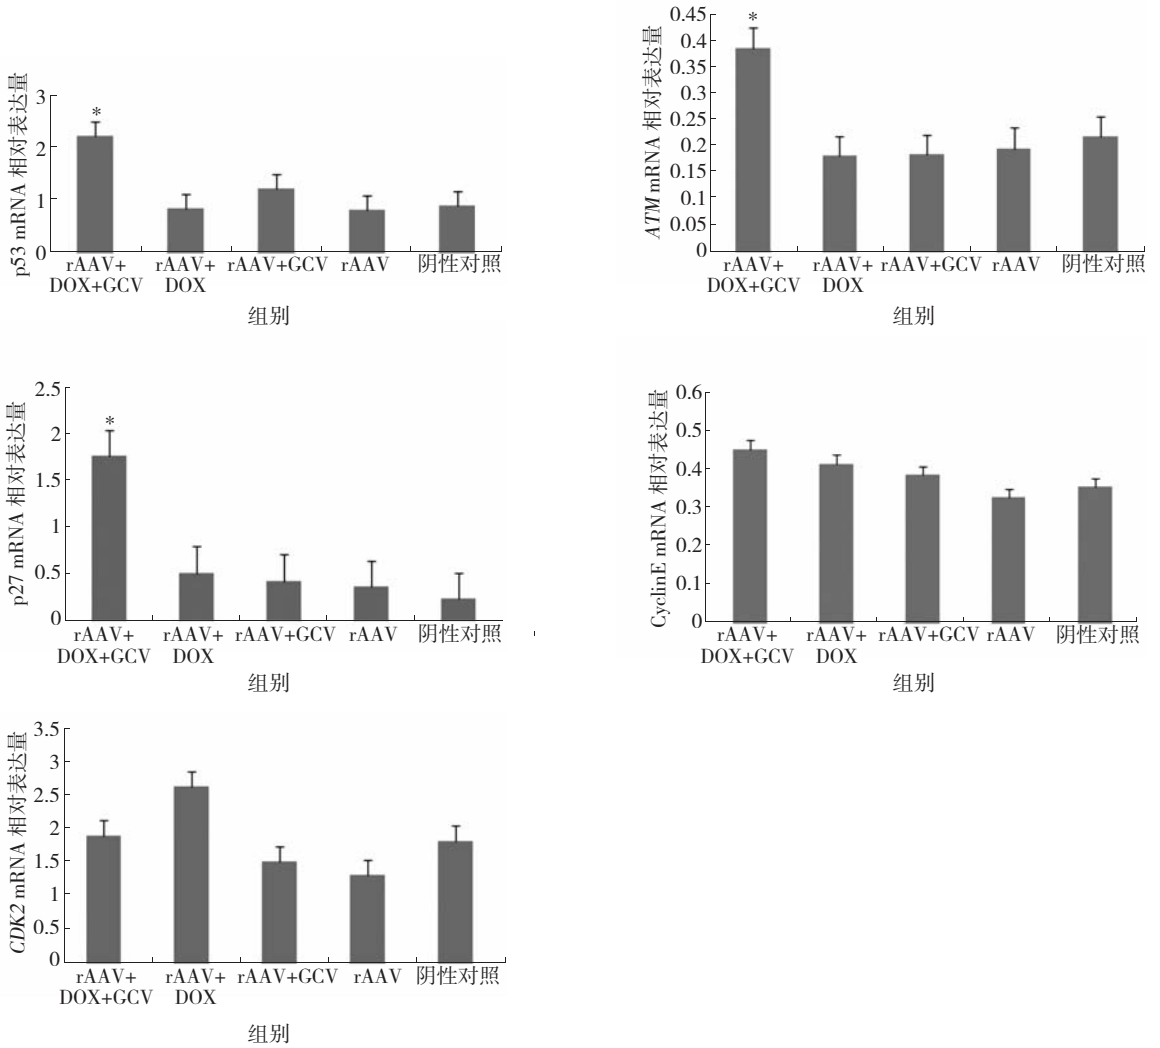 p53 mRNA 相对表达量
3
2
1
0
*
rAAV+
DOX+GCV
rAAV+
DOX
rAAV+GCV
rAAV
阴性对照
组别
ATM mRNA 相对表达量
0.45
0.4
0.35
0.3
0.25
0.2
0.15
0.1
0.05
0
*
rAAV+
DOX+GCV
rAAV+
DOX
rAAV+GCV
rAAV
阴性对照
组别
p27 mRNA 相对表达量
2.5
2
1.5
1
0.5
0
*
rAAV+
DOX+GCV
rAAV+
DOX
rAAV+GCV
rAAV
阴性对照
组别
CyclinE mRNA 相对表达量
0.6
0.5
0.4
0.3
0.2
0.1
0
rAAV+
DOX+GCV
rAAV+
DOX
rAAV+GCV
rAAV
阴性对照
组别
CDK2 mRNA 相对表达量
3.5
3
2.5
2
1.5
1
0.5
0
rAAV+
DOX+GCV
rAAV+
DOX
rAAV+GCV
rAAV
阴性对照
组别